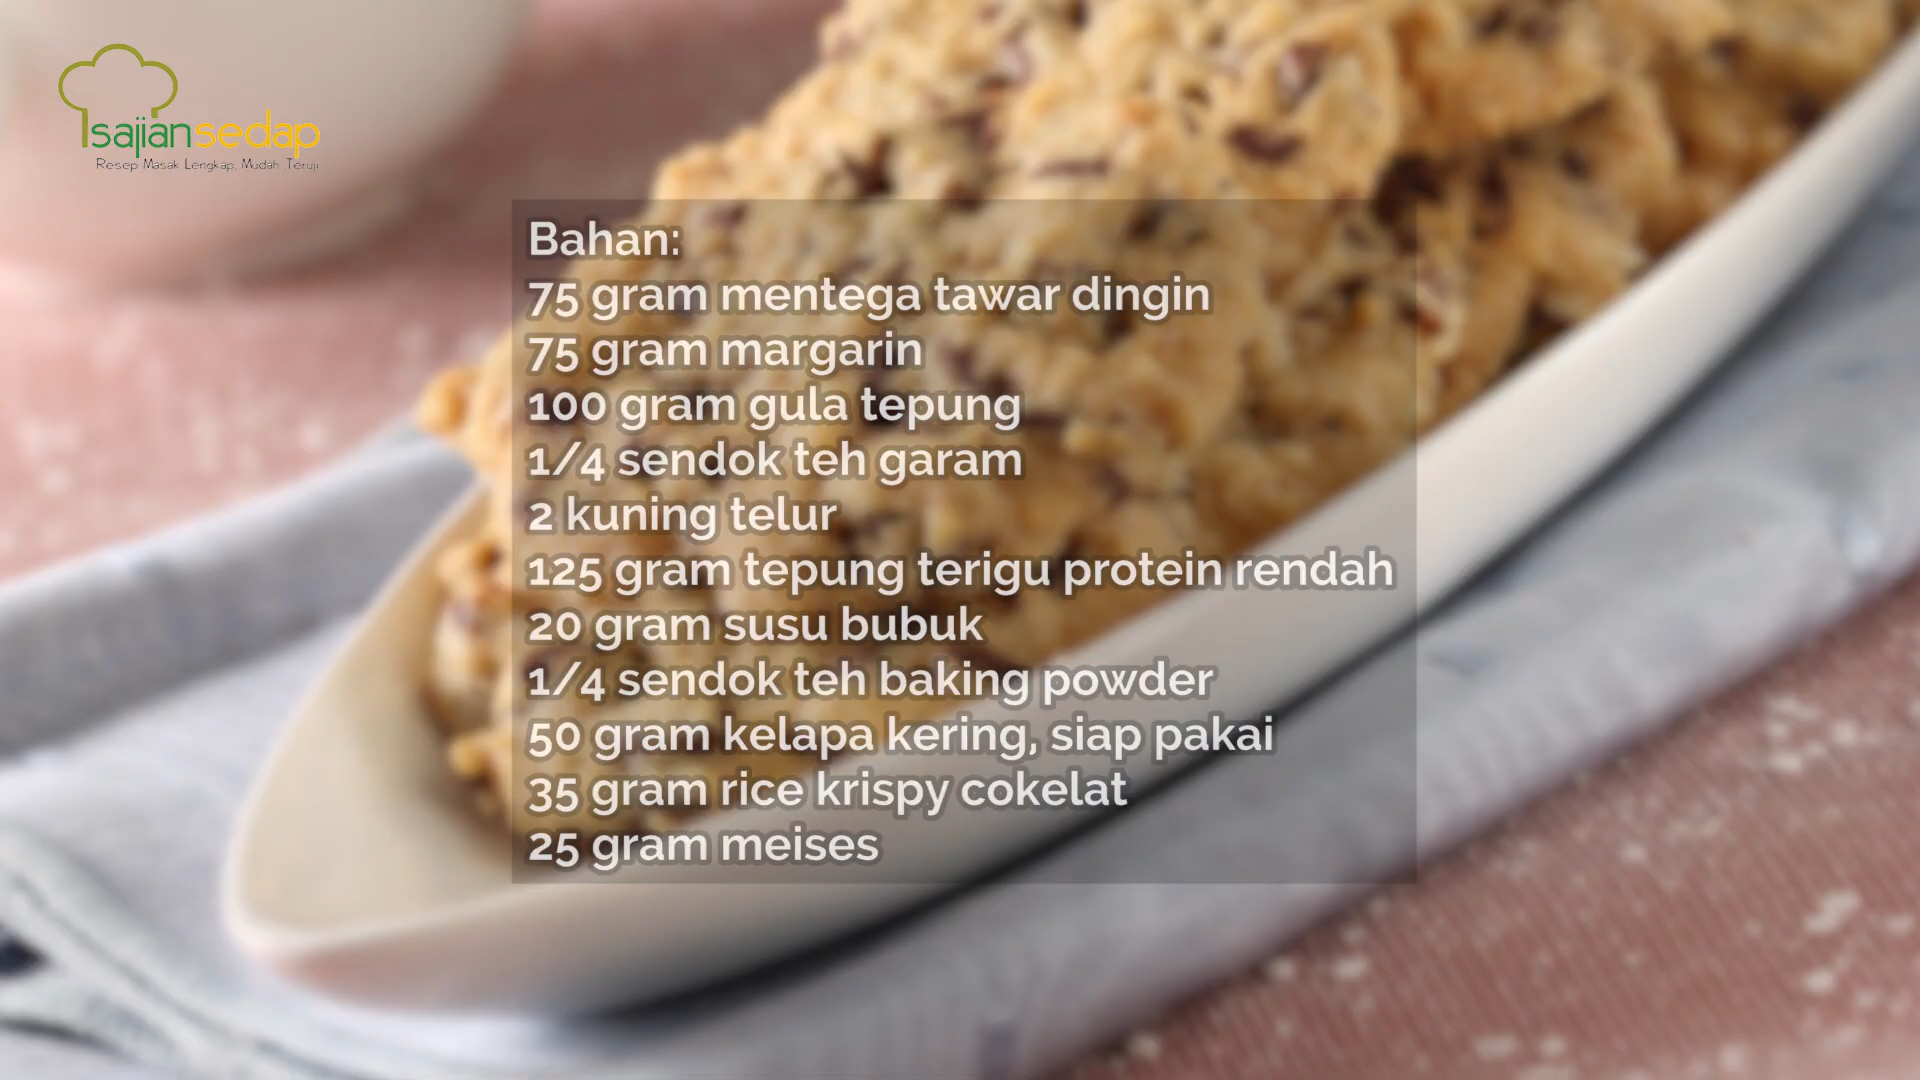 sajiansedap
Resep Masak Lengkap, Mudah Teruji
Bahan:
75 gram mentega tawar dingin
75 gram margarin
100 gram gula tepung
1/4 sendok teh garam
2 kuning telur
125 gram tepung terigu protein rendah
20 gram susu bubuk
1/4 sendok teh baking powder
50 gram kelapa kering, siap pakai
35 gram rice krispy cokelat
25 gram meises